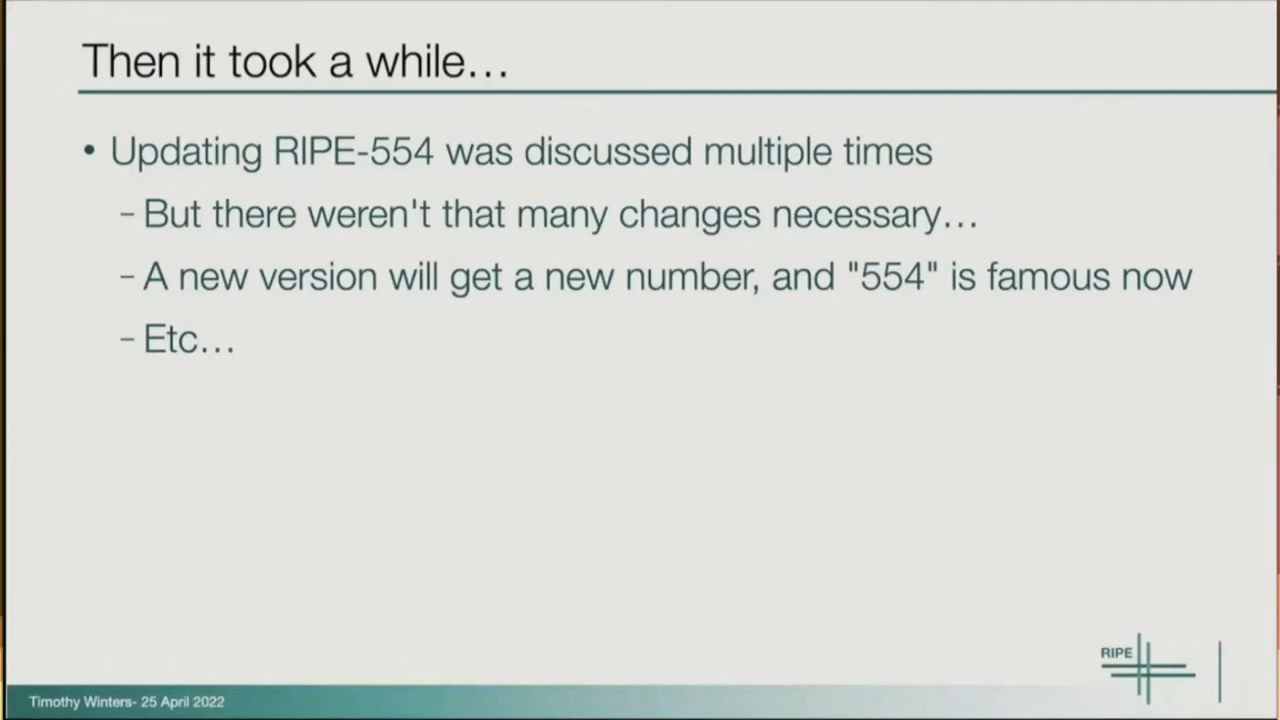 Then it took a while…
• Updating RIPE-554 was discussed multiple times
– But there weren't that many changes necessary…
– A new version will get a new number, and "554" is famous now
– Etc…
RIPE
Timothy Winters- 25 April 2022